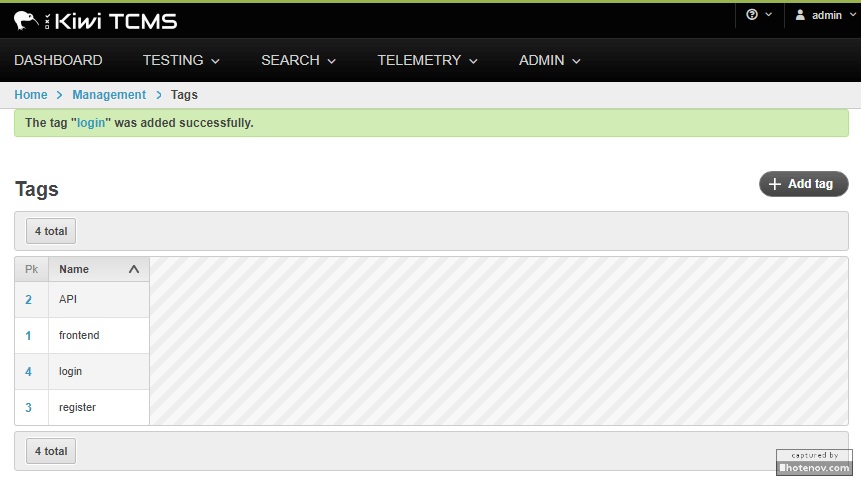 Kiwi TCMS
admin
DASHBOARD TESTING SEARCH TELEMETRY ADMIN
Home > Management > Tags
The tag "login" was added successfully.
Tags
+ Add tag
4 total
Pk Name
2 API
1 frontend
4 login
3 register
4 total
captured by
hotenov.com